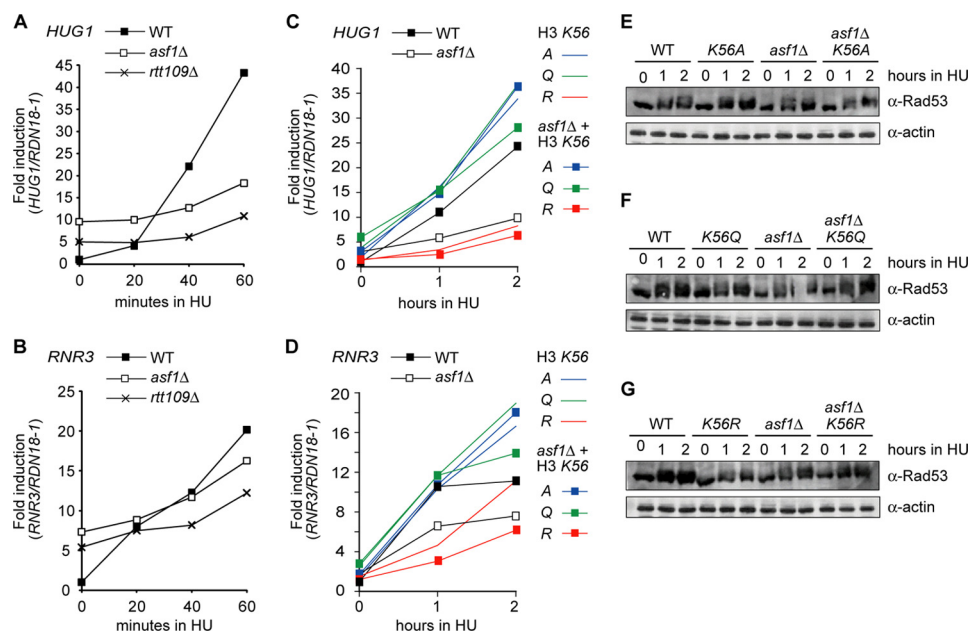 A
HUG1
WT
asf1Δ
rtt109Δ
Fold induction
(HUG1/RDN18-1)
45
40
35
30
25
20
15
10
5
0
0 20 40 60
minutes in HU
B
RNR3
WT
asf1Δ
rtt109Δ
Fold induction
(RNR3/RDN18-1)
25
20
15
10
5
0
0 20 40 60
minutes in HU
C
HUG1
WT
asf1Δ
Fold induction
(HUG1/RDN18-1)
40
35
30
25
20
15
10
5
0
0 1 2
hours in HU
H3 K56
A
Q
R
asf1Δ +
H3 K56
A
Q
R
D
RNR3
WT
asf1Δ
Fold induction
(RNR3/RDN18-1)
20
16
12
8
4
0
0 1 2
hours in HU
H3 K56
A
Q
R
asf1Δ +
H3 K56
A
Q
R
E
WT K56A asf1Δ asf1Δ K56A
0 1 2 0 1 2 0 1 2 0 1 2 hours in HU
α-Rad53
α-actin
F
WT K56Q asf1Δ asf1Δ K56Q
0 1 2 0 1 2 0 1 2 0 1 2 hours in HU
α-Rad53
α-actin
G
WT K56R asf1Δ asf1Δ K56R
0 1 2 0 1 2 0 1 2 0 1 2 hours in HU
α-Rad53
α-actin